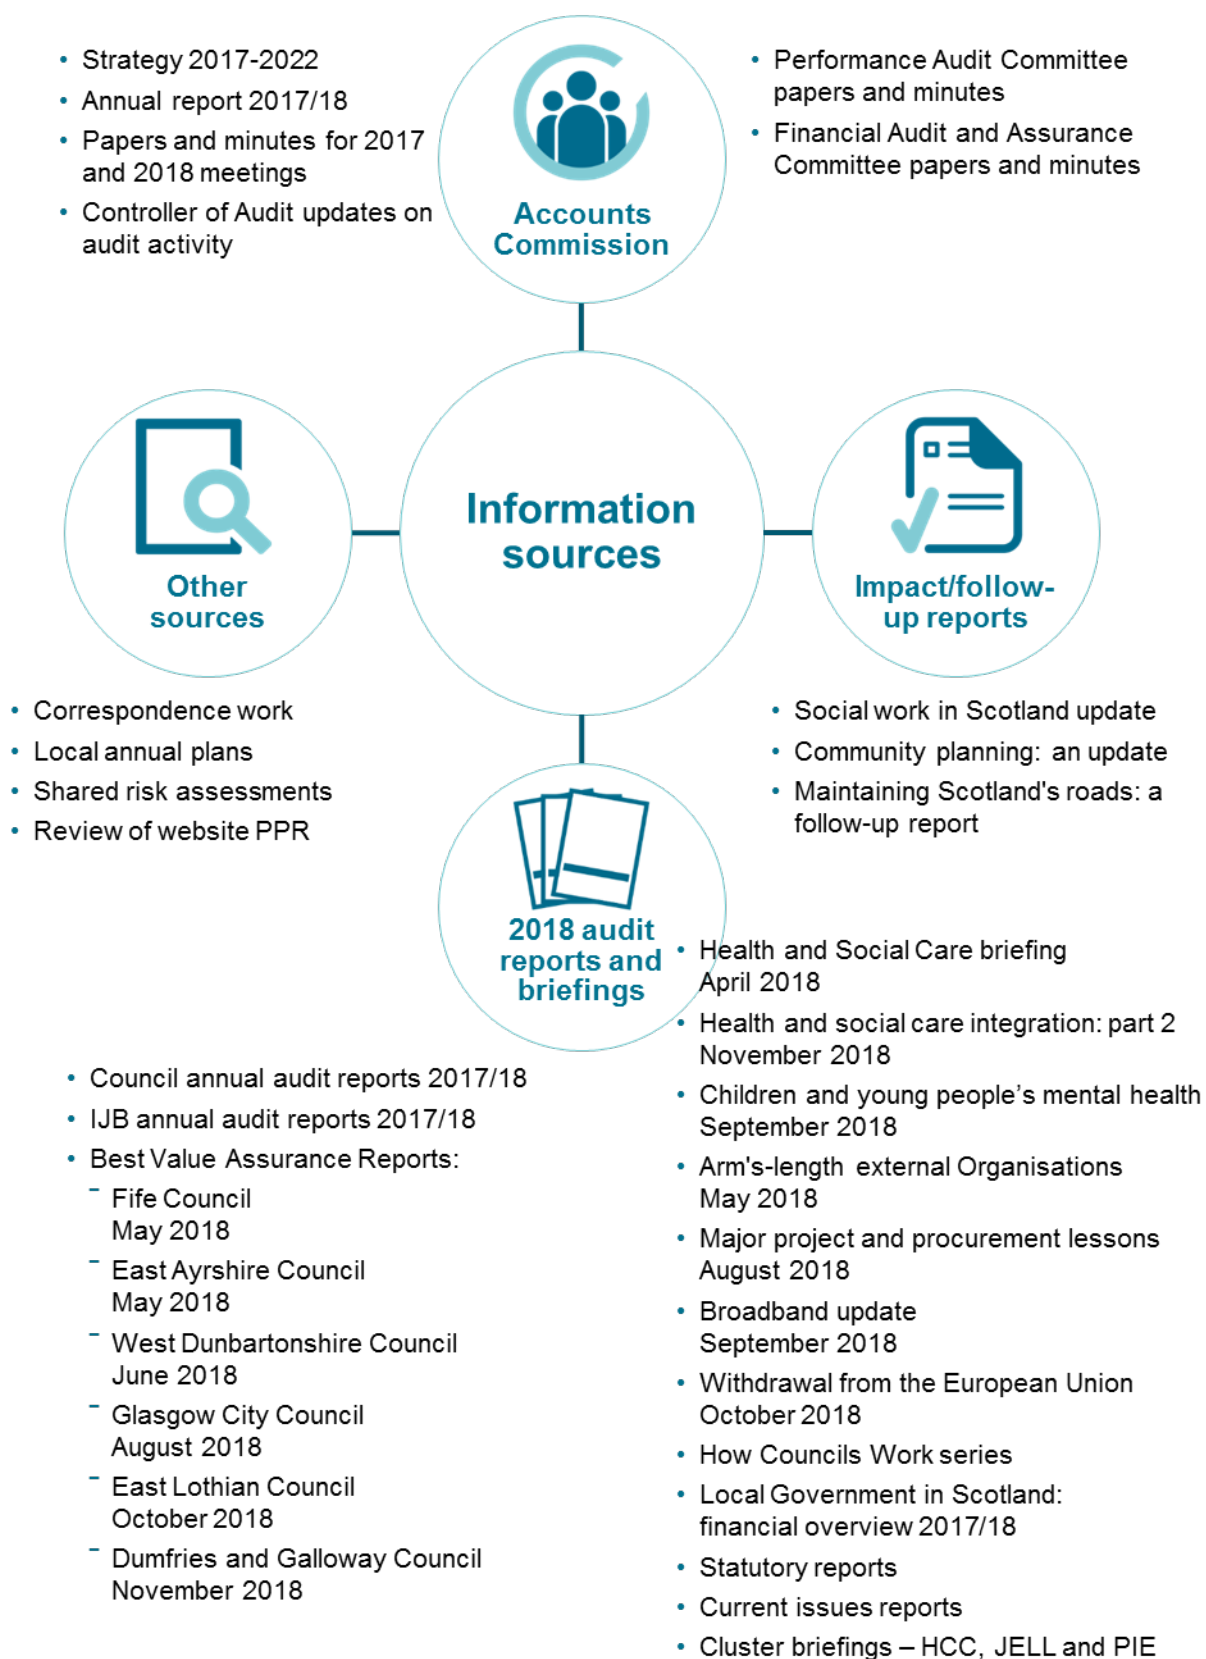 • Strategy 2017-2022
• Annual report 2017/18
• Papers and minutes for 2017
and 2018 meetings
• Controller of Audit updates on
audit activity
Accounts
Commission
• Performance Audit Committee
papers and minutes
• Financial Audit and Assurance
Committee papers and minutes
Information
sources
Other
sources
• Correspondence work
• Local annual plans
• Shared risk assessments
• Review of website PPR
Impact/follow-
up reports
• Social work in Scotland update
• Community planning: an update
• Maintaining Scotland's roads: a
follow-up report
2018 audit
reports and
briefings
• Council annual audit reports 2017/18
• IJB annual audit reports 2017/18
• Best Value Assurance Reports:
- Fife Council
May 2018
- East Ayrshire Council
May 2018
- West Dunbartonshire Council
June 2018
- Glasgow City Council
August 2018
- East Lothian Council
October 2018
- Dumfries and Galloway Council
November 2018
• Health and Social Care briefing
April 2018
• Health and social care integration: part 2
November 2018
• Children and young people’s mental health
September 2018
• Arm's-length external Organisations
May 2018
• Major project and procurement lessons
August 2018
• Broadband update
September 2018
• Withdrawal from the European Union
October 2018
• How Councils Work series
• Local Government in Scotland:
financial overview 2017/18
• Statutory reports
• Current issues reports
• Cluster briefings – HCC, JELL and PIE